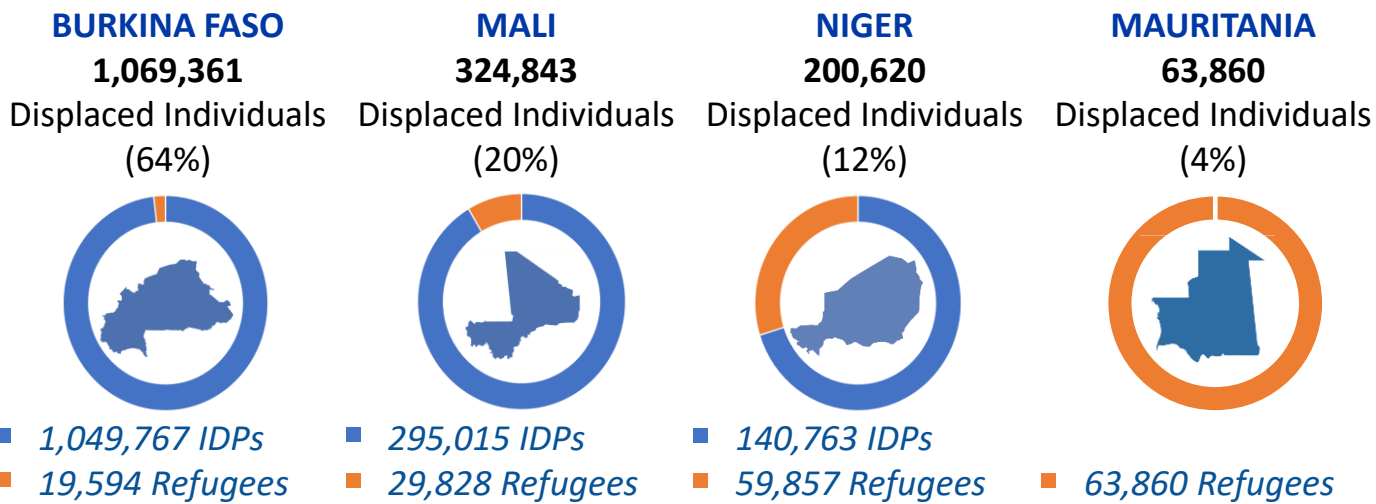 BURKINA FASO
1,069,361
Displaced Individuals
(64%)
1,049,767 IDPs
19,594 Refugees
MALI
324,843
Displaced Individuals
(20%)
295,015 IDPs
29,828 Refugees
NIGER
200,620
Displaced Individuals
(12%)
140,763 IDPs
59,857 Refugees
MAURITANIA
63,860
Displaced Individuals
(4%)
63,860 Refugees